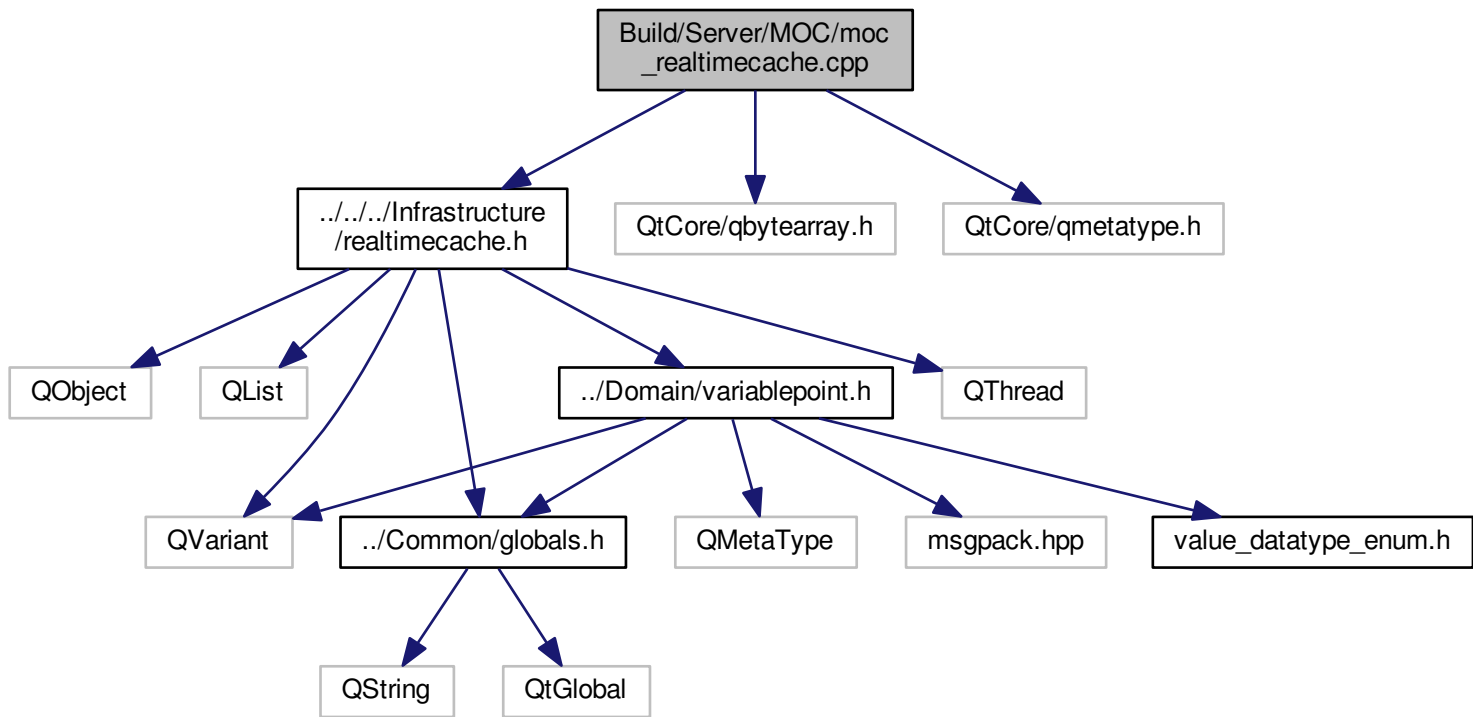 Build/Server/MOC/moc
_realtimecache.cpp
../../../Infrastructure
/realtimecache.h
QtCore/qbytearray.h
QtCore/qmetatype.h
QObject
QList
../Domain/variablepoint.h
QThread
QVariant
../Common/globals.h
QMetaType
msgpack.hpp
value_datatype_enum.h
QString
QtGlobal